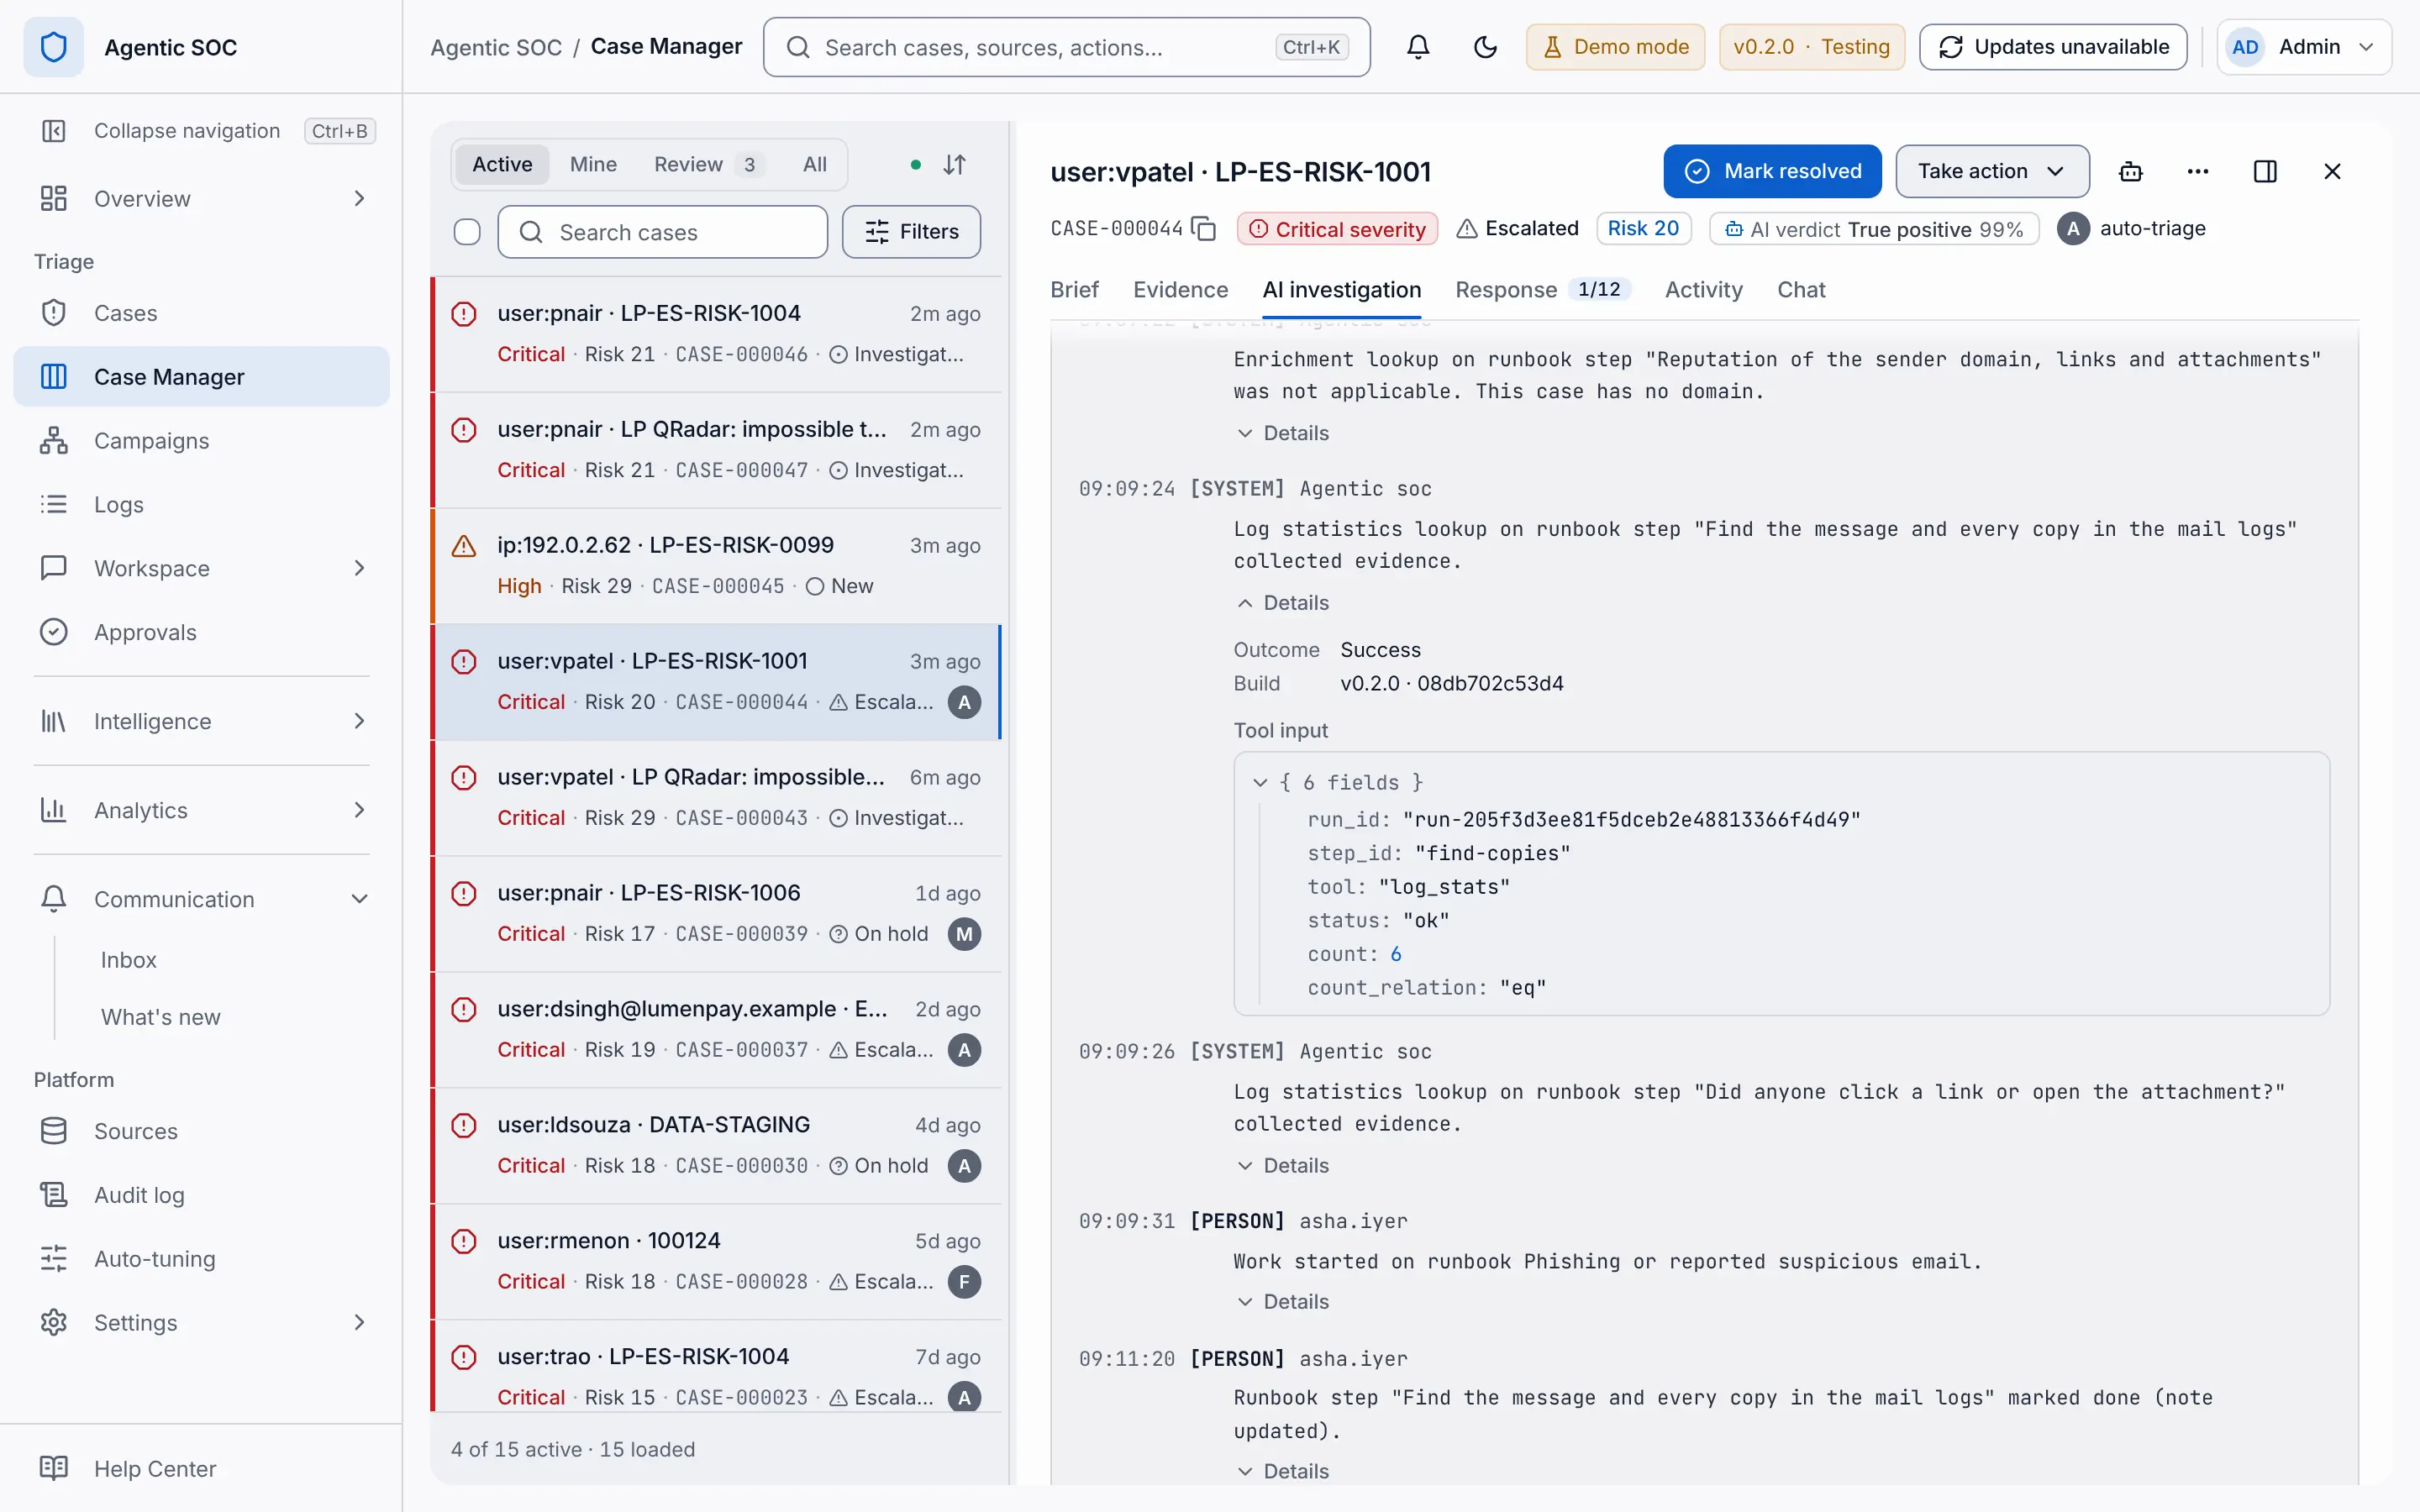 Agentic SOC
Agentic SOC / Case Manager
Search cases, sources, actions... Ctrl+K
Demo mode
v0.2.0 · Testing
Updates unavailable
AD Admin
Collapse navigation Ctrl+B
Overview
Triage
Cases
Case Manager
Campaigns
Logs
Workspace
Approvals
Intelligence
Analytics
Communication
Inbox
What's new
Platform
Sources
Audit log
Auto-tuning
Settings
Help Center
Active Mine Review 3 All
Search cases
Filters
user:pnair · LP-ES-RISK-1004 2m ago
Critical · Risk 21 · CASE-000046 · Investigat...
user:pnair · LP QRadar: impossible t... 2m ago
Critical · Risk 21 · CASE-000047 · Investigat...
ip:192.0.2.62 · LP-ES-RISK-0099 3m ago
High · Risk 29 · CASE-000045 · New
user:vpatel · LP-ES-RISK-1001 3m ago
Critical · Risk 20 · CASE-000044 · Escala... A
user:vpatel · LP QRadar: impossible... 6m ago
Critical · Risk 29 · CASE-000043 · Investigat...
user:pnair · LP-ES-RISK-1006 1d ago
Critical · Risk 17 · CASE-000039 · On hold M
user:dsingh@lumenpay.example · E... 2d ago
Critical · Risk 19 · CASE-000037 · Escala... A
user:ldsouza · DATA-STAGING 4d ago
Critical · Risk 18 · CASE-000030 · On hold A
user:rmenon · 100124 5d ago
Critical · Risk 18 · CASE-000028 · Escala... F
user:trao · LP-ES-RISK-1004 7d ago
Critical · Risk 15 · CASE-000023 · Escala... A
4 of 15 active · 15 loaded
user:vpatel · LP-ES-RISK-1001
Mark resolved
Take action
CASE-000044 Critical severity Escalated Risk 20 AI verdict True positive 99% A auto-triage
Brief Evidence AI investigation Response 1/12 Activity Chat
Enrichment lookup on runbook step "Reputation of the sender domain, links and attachments"
was not applicable. This case has no domain.
Details
09:09:24 [SYSTEM] Agentic soc
Log statistics lookup on runbook step "Find the message and every copy in the mail logs"
collected evidence.
Details
Outcome Success
Build v0.2.0 · 08db702c53d4
Tool input
{ 6 fields }
run_id: "run-205f3d3ee81f5dceb2e48813366f4d49"
step_id: "find-copies"
tool: "log_stats"
status: "ok"
count: 6
count_relation: "eq"
09:09:26 [SYSTEM] Agentic soc
Log statistics lookup on runbook step "Did anyone click a link or open the attachment?"
collected evidence.
Details
09:09:31 [PERSON] asha.iyer
Work started on runbook Phishing or reported suspicious email.
Details
09:11:20 [PERSON] asha.iyer
Runbook step "Find the message and every copy in the mail logs" marked done (note
updated).
Details